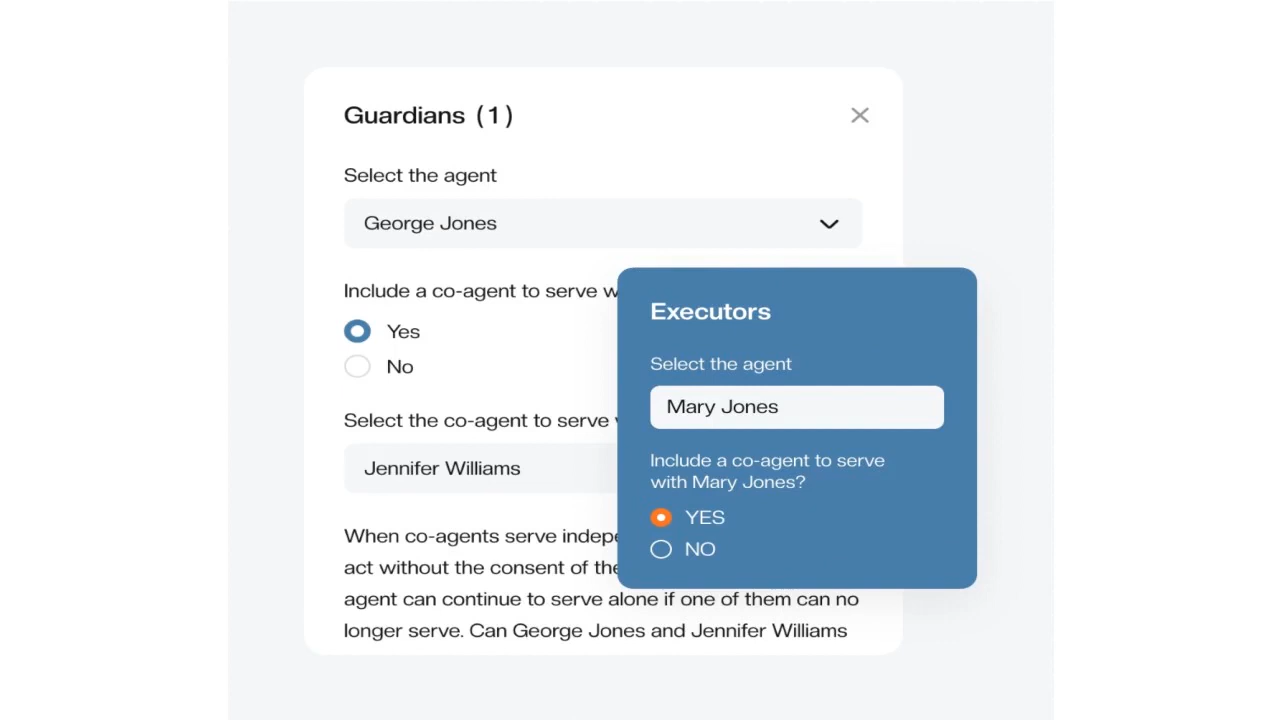 Guardians (1)
Select the agent
George Jones
Include a co-agent to serve
Yes
No
Select the co-agent to serve
Jennifer Williams
When co-agents serve
act without the consent of
agent can continue to serve alone if one of them can no
longer serve. Can George Jones and Jennifer Williams
Executors
Select the agent
Mary Jones
Include a co-agent to serve
with Mary Jones?
YES
NO